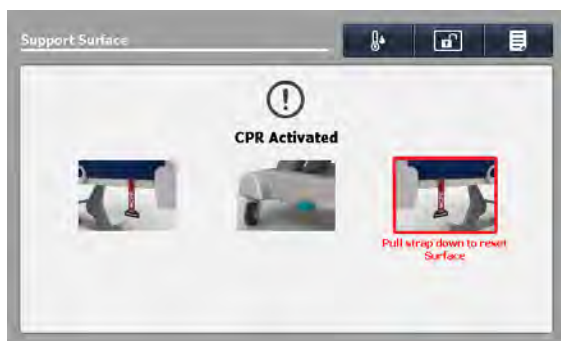 Support Surface
CPR Activated
Pull strap down to reset
Surface